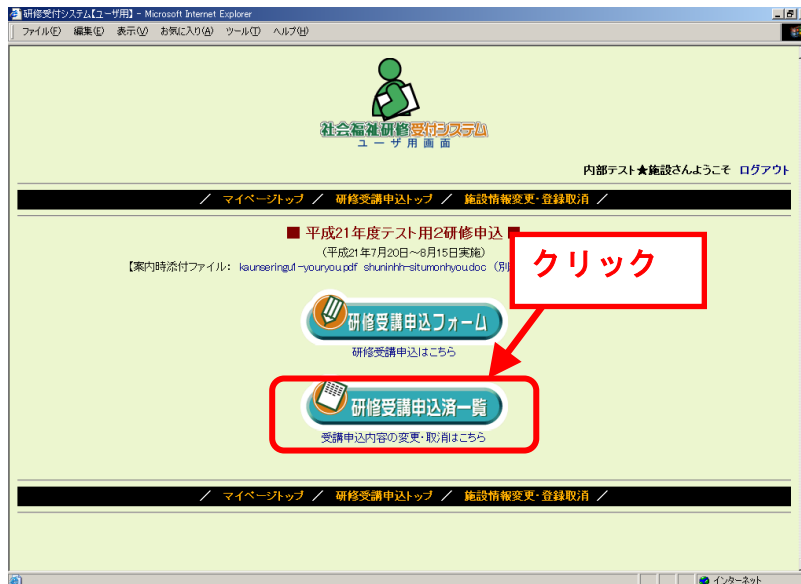 研修受付システム【ユーザ用】 - Microsoft Internet Explorer
ファイル(F) 編集(E) 表示(V) お気に入り(A) ツール(T) ヘルプ(H)
社会福祉研修受付システム
ユーザ用画面
内部テスト★施設さんようこそ ログアウト
／ マイページトップ ／ 研修受講申込トップ ／ 施設情報変更・登録取消 ／
■ 平成21年度テスト用2研修申込 ■
(平成21年7月20日～8月15日実施)
【案内時添付ファイル： kaunseringu1-youryou.pdf shuninhh-situmonhyou.doc (別
クリック
研修受講申込フォーム
研修受講申込はこちら
研修受講申込済一覧
受講申込内容の変更・取消はこちら
／ マイページトップ ／ 研修受講申込トップ ／ 施設情報変更・登録取消 ／
インターネット